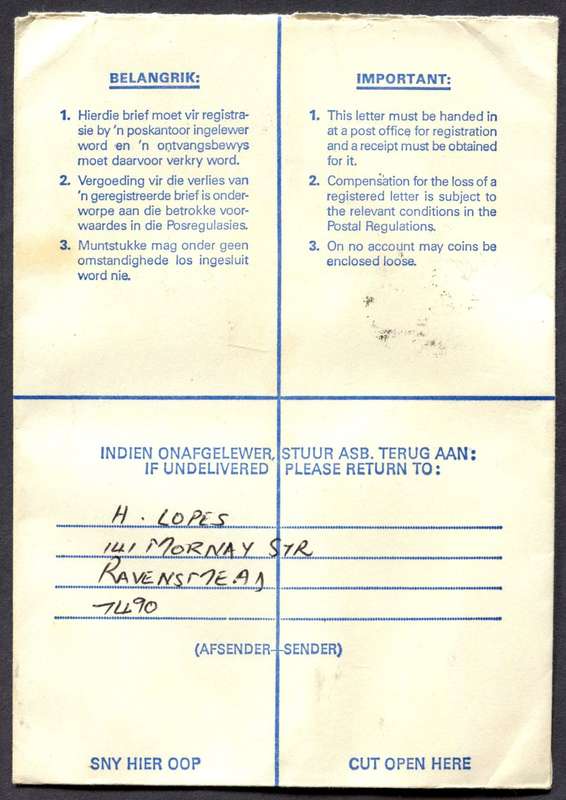 BELANGRIK:
1. Hierdie brief moet vir registra-
sie by 'n poskantoor ingelewer
word en 'n ontvangsbewys
moet daarvoor verkry word.
2. Vergoeding vir die verlies van
'n geregistreerde brief is onder-
worpe aan die betrokke voor-
waardes in die Posregulasies.
3. Muntstukke mag onder geen
omstandighede los ingesluit
word nie.
IMPORTANT:
1. This letter must be handed in
at a post office for registration
and a receipt must be obtained
for it.
2. Compensation for the loss of a
registered letter is subject to
the relevant conditions in the
Postal Regulations.
3. On no account may coins be
enclosed loose.
INDIEN ONAFGELEWER, STUUR ASB. TERUG AAN:
IF UNDELIVERED PLEASE RETURN TO:
H. LOPES
141 MORNAY STR
RAVENSMEAD
7490
(AFSENDER—SENDER)
SNY HIER OOP
CUT OPEN HERE